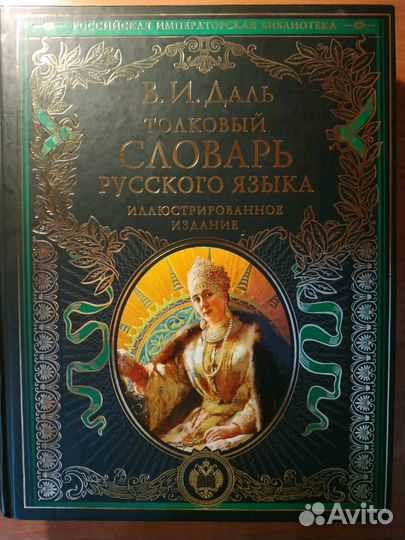 РОССИЙСКАЯ ИМПЕРАТОРСКАЯ БИБЛИОТЕКА
В. И. ДАЛЬ
ТОЛКОВЫЙ
СЛОВАРЬ
РУССКОГО ЯЗЫКА
ИЛЛЮСТРИРОВАННОЕ
ИЗДАНИЕ
Avito